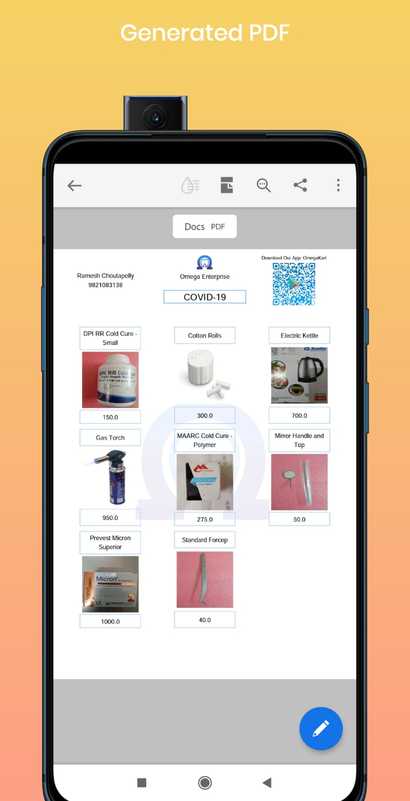 Generated PDF
Docs PDF
Ramesh Choutapelly
9821083138
Omega Enterprise
COVID-19
Download Our App: OmegaKart
DPI RR Cold Cure -
Small
150.0
Cotton Rolls
300.0
Electric Kettle
700.0
Gas Torch
950.0
MAARC Cold Cure -
Polymer
275.0
Mirror Handle and
Top
50.0
Prevest Micron
Superior
Micron
1000.0
Standard Forcep
40.0